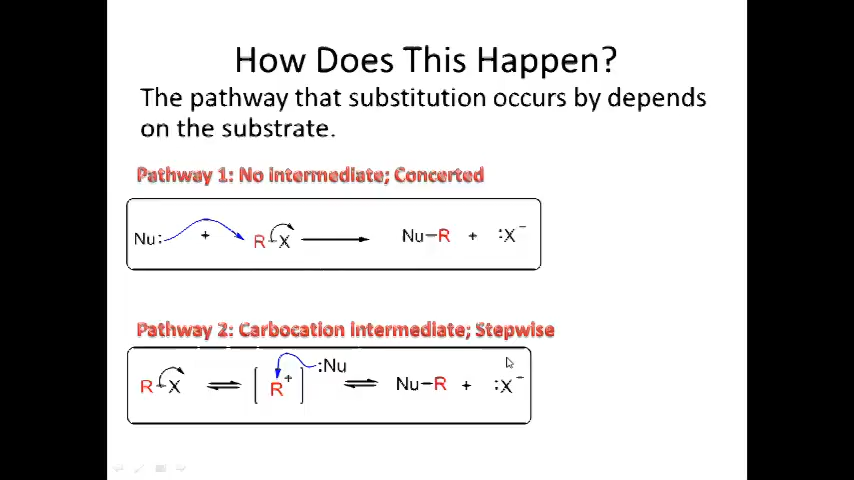 How Does This Happen?
The pathway that substitution occurs by depends
on the substrate.
Pathway 1: No intermediate; Concerted
Nu: + R–X ⟶ Nu–R + :X⁻
Pathway 2: Carbocation intermediate; Stepwise
R–X ⇌ [R⁺] :Nu ⇌ Nu–R + :X⁻